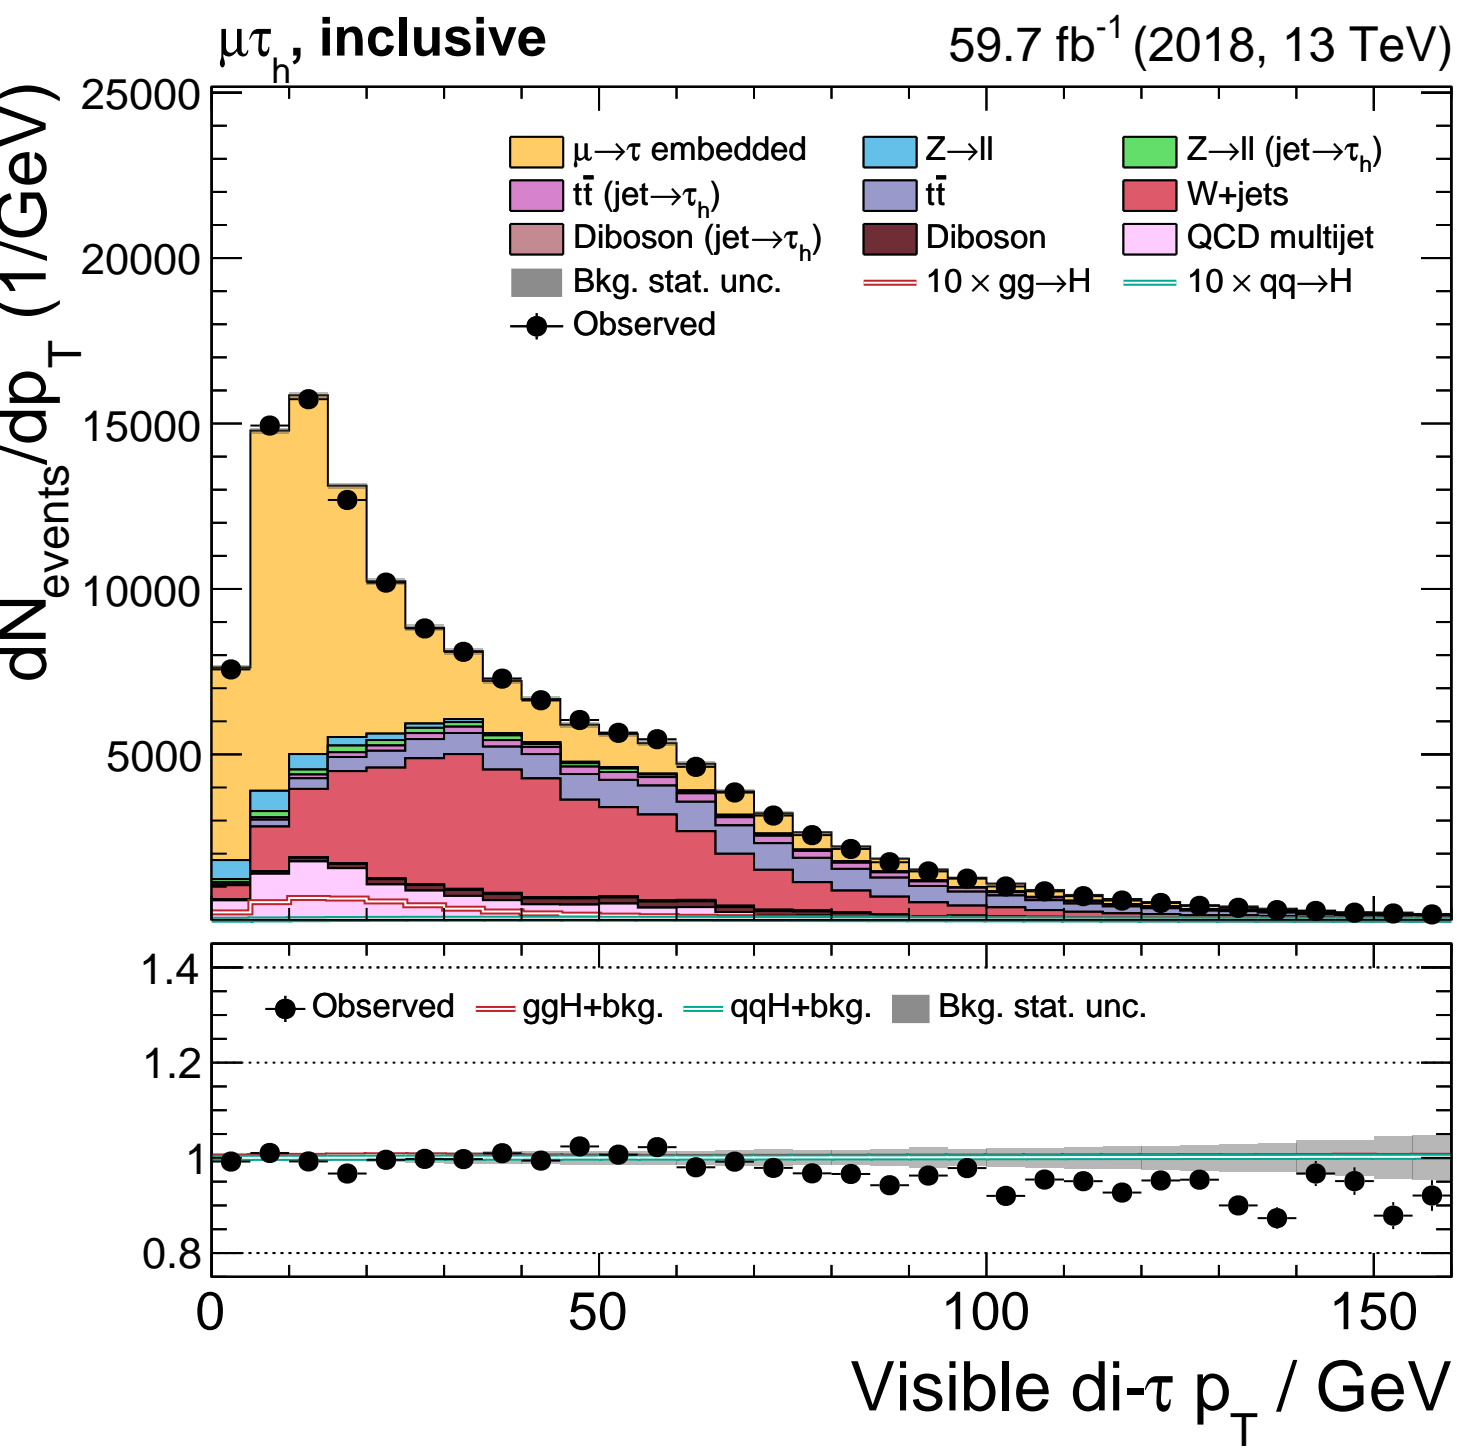 μτh, inclusive
59.7 fb-1 (2018, 13 TeV)
dNevents/dpT (1/GeV)
25000
20000
15000
10000
5000
μ→τ embedded
Z→ll
Z→ll (jet→τh)
tt̄ (jet→τh)
tt̄
W+jets
Diboson (jet→τh)
Diboson
QCD multijet
Bkg. stat. unc.
10 × gg→H
10 × qq→H
Observed
1.4
1.2
1
0.8
Observed
ggH+bkg.
qqH+bkg.
Bkg. stat. unc.
0
50
100
150
Visible di-τ pT / GeV